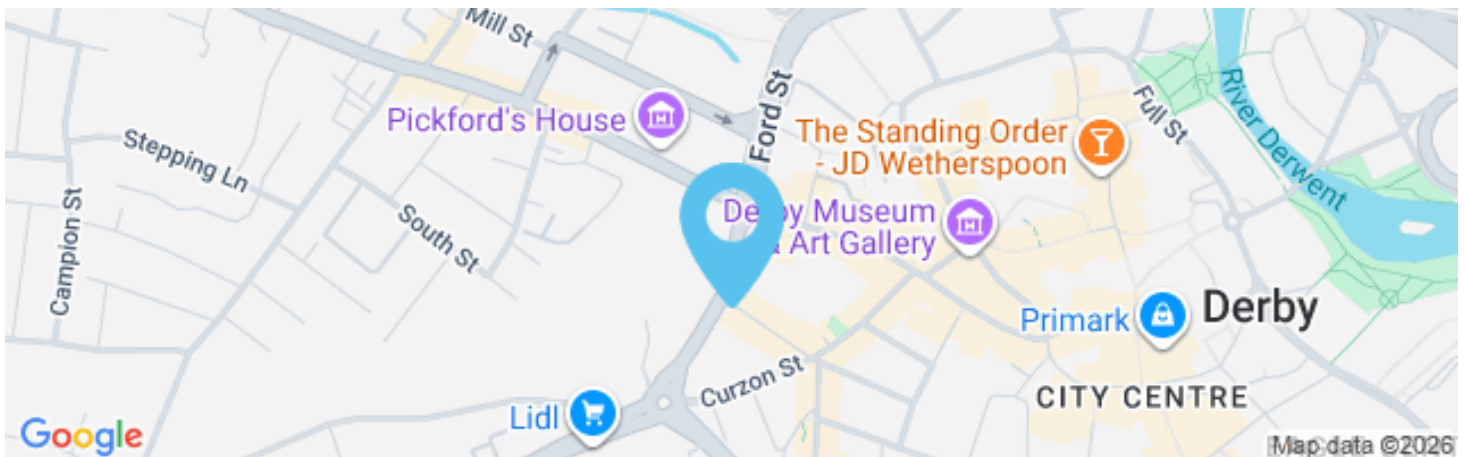 Mill St
Ford St
Pickford's House
The Standing Order
- JD Wetherspoon
Full St
River Derwent
Stepping Ln
Campion St
South St
Derby Museum
& Art Gallery
Primark
Derby
Curzon St
Lidl
CITY CENTRE
Google
Map data ©2026